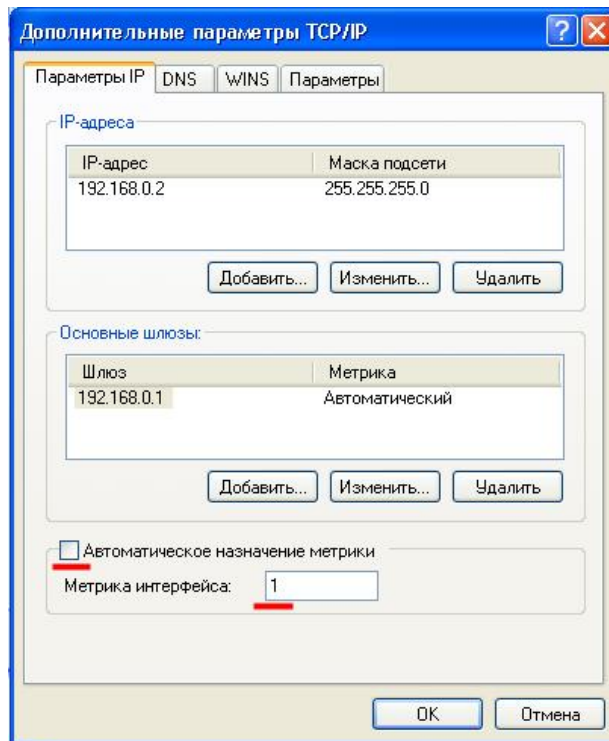 Дополнительные параметры TCP/IP
Параметры IP DNS WINS Параметры
IP-адреса
IP-адрес Маска подсети
192.168.0.2 255.255.255.0
Добавить... Изменить... Удалить
Основные шлюзы:
Шлюз Метрика
192.168.0.1 Автоматический
Добавить... Изменить... Удалить
Автоматическое назначение метрики
Метрика интерфейса: 1
OK Отмена